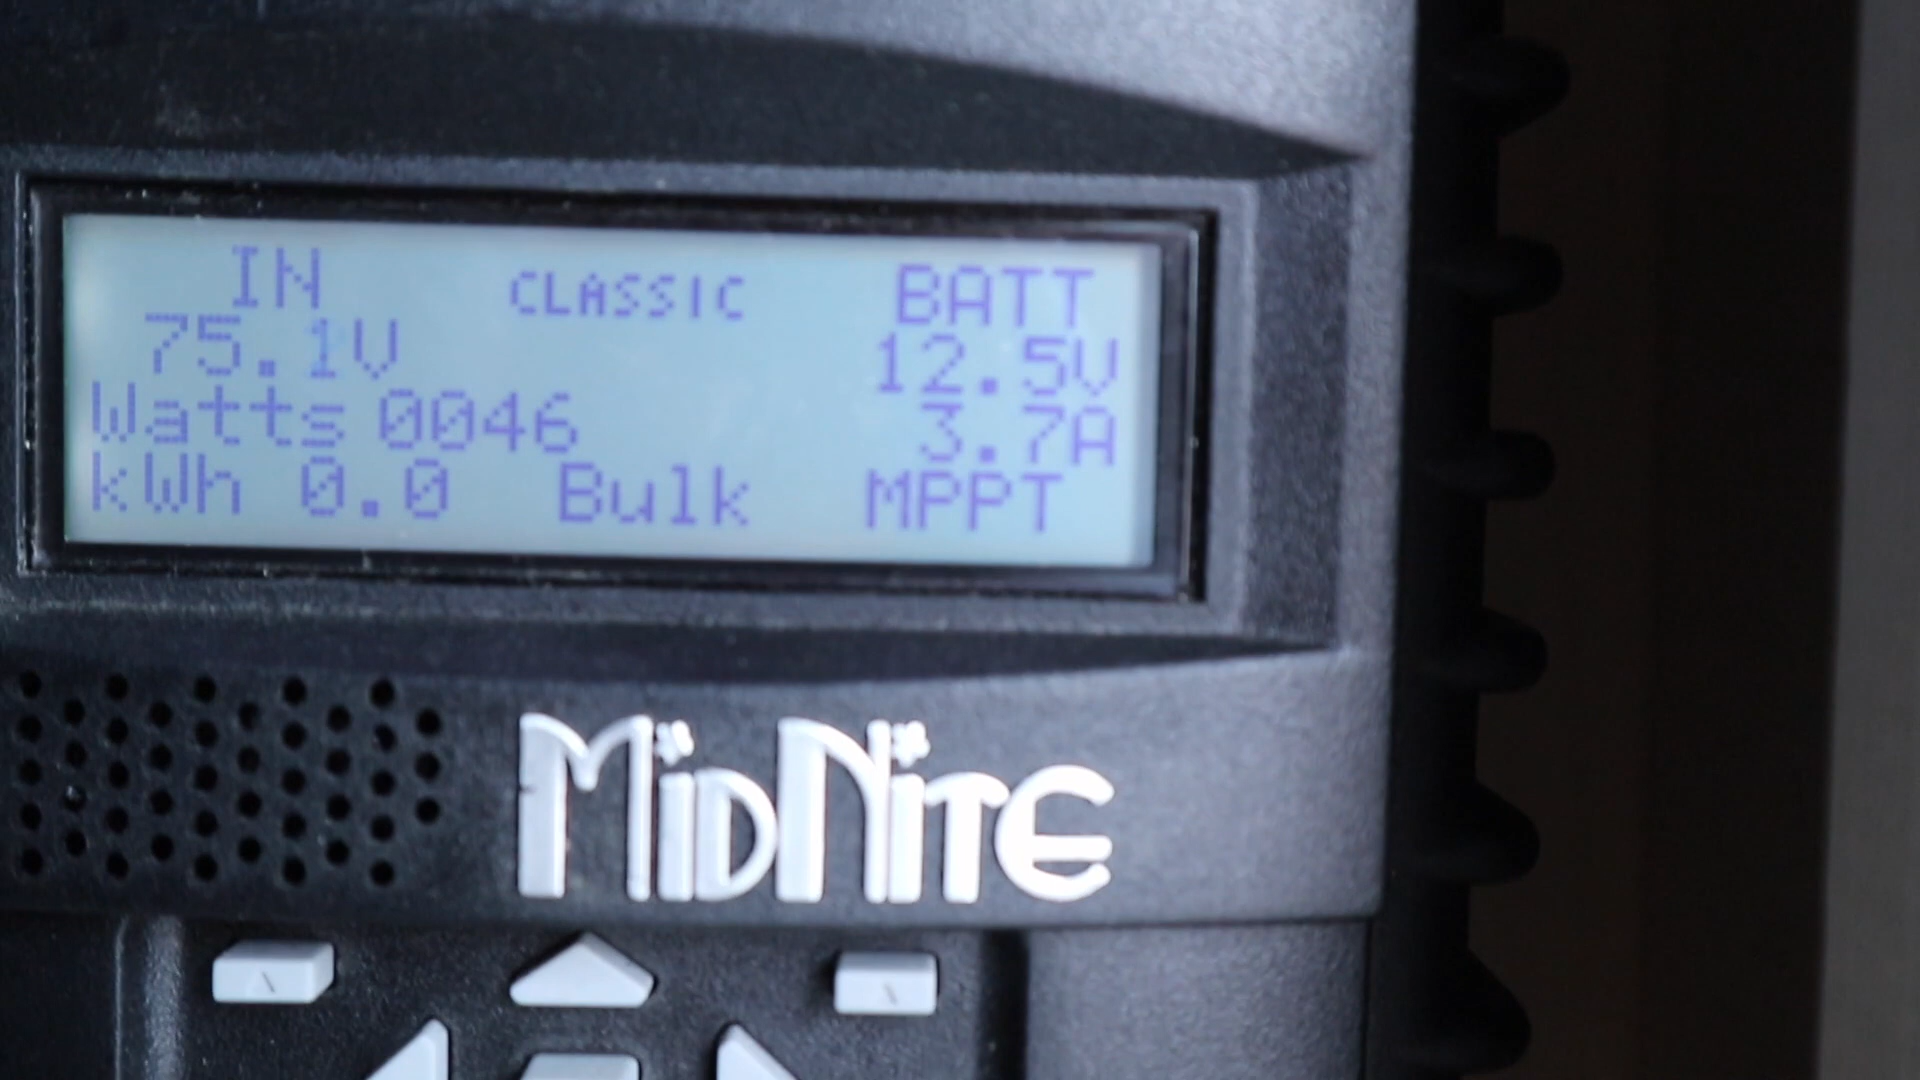 IN CLASSIC BATT
75.1V 12.5V
Watts 0046 3.7A
kWh 0.0 Bulk MPPT
MIDNITE